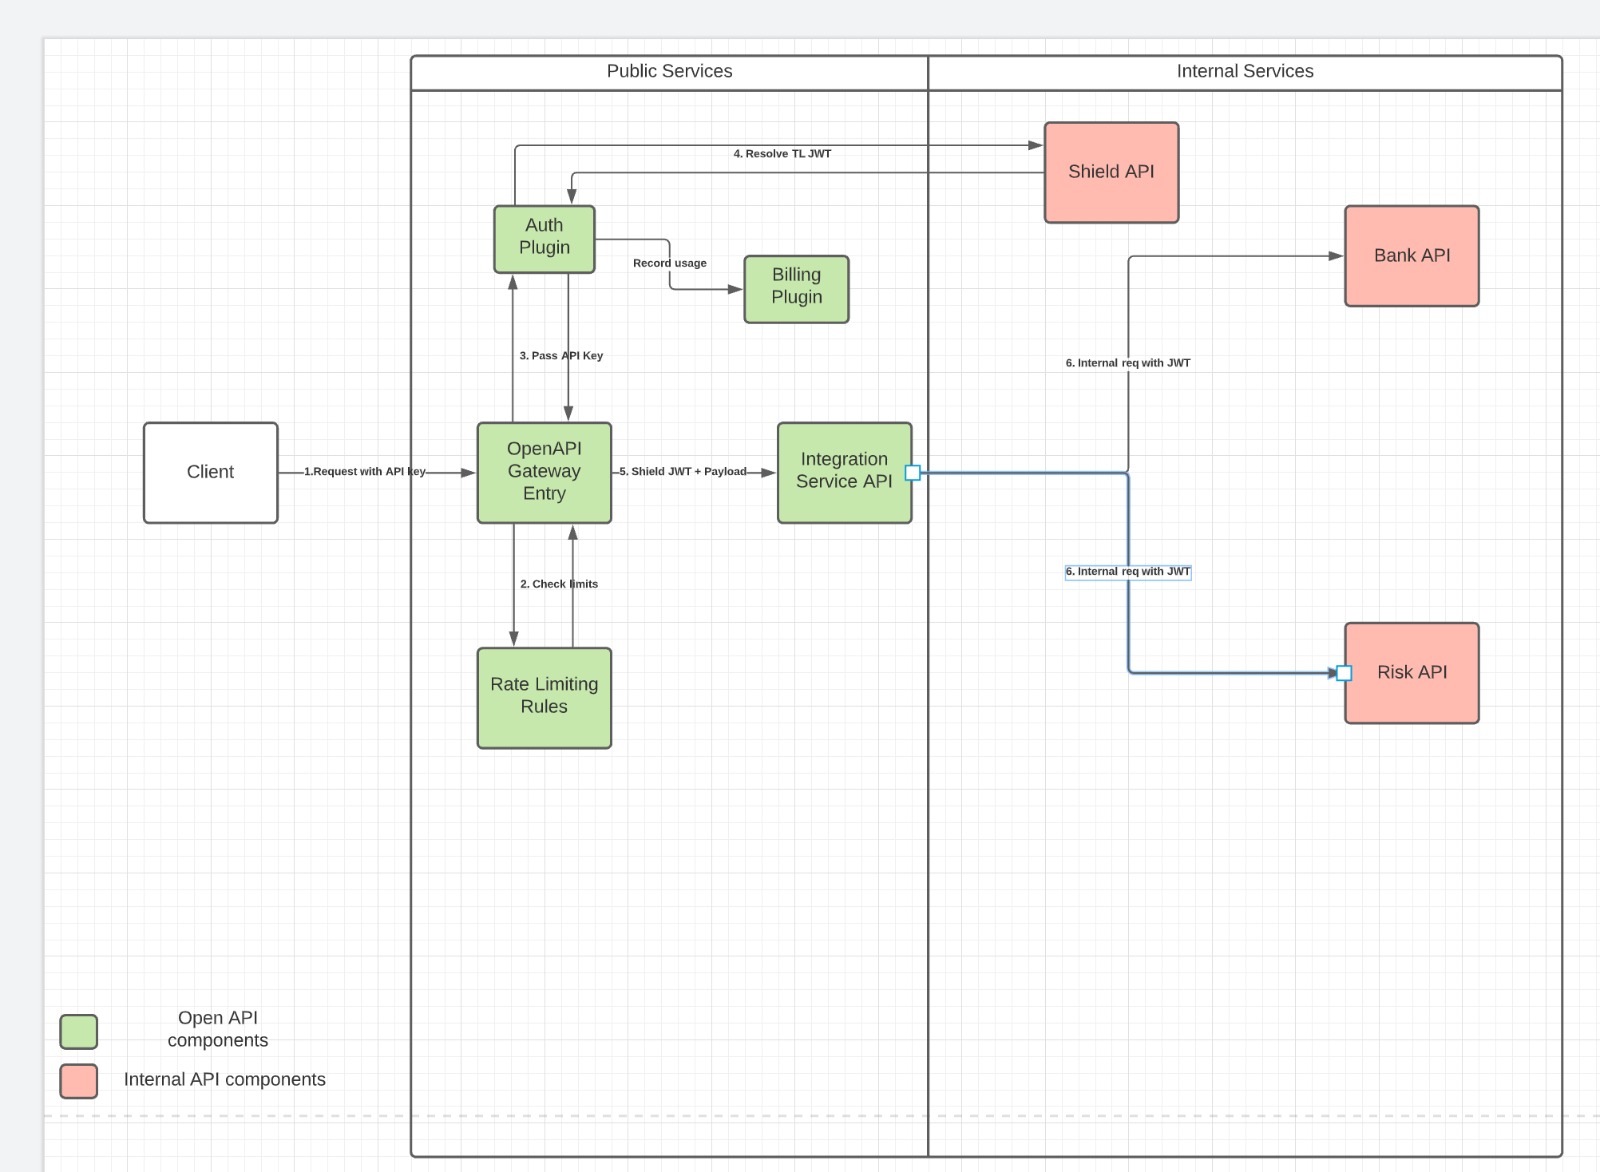 Public Services
Internal Services
4. Resolve TL JWT
Shield API
Auth
Plugin
Record usage
Billing
Plugin
Bank API
3. Pass API Key
6. Internal req with JWT
Client
1.Request with API key
OpenAPI
Gateway
Entry
5. Shield JWT + Payload
Integration
Service API
6. Internal req with JWT
2. Check limits
Rate Limiting
Rules
Risk API
Open API
components
Internal API components